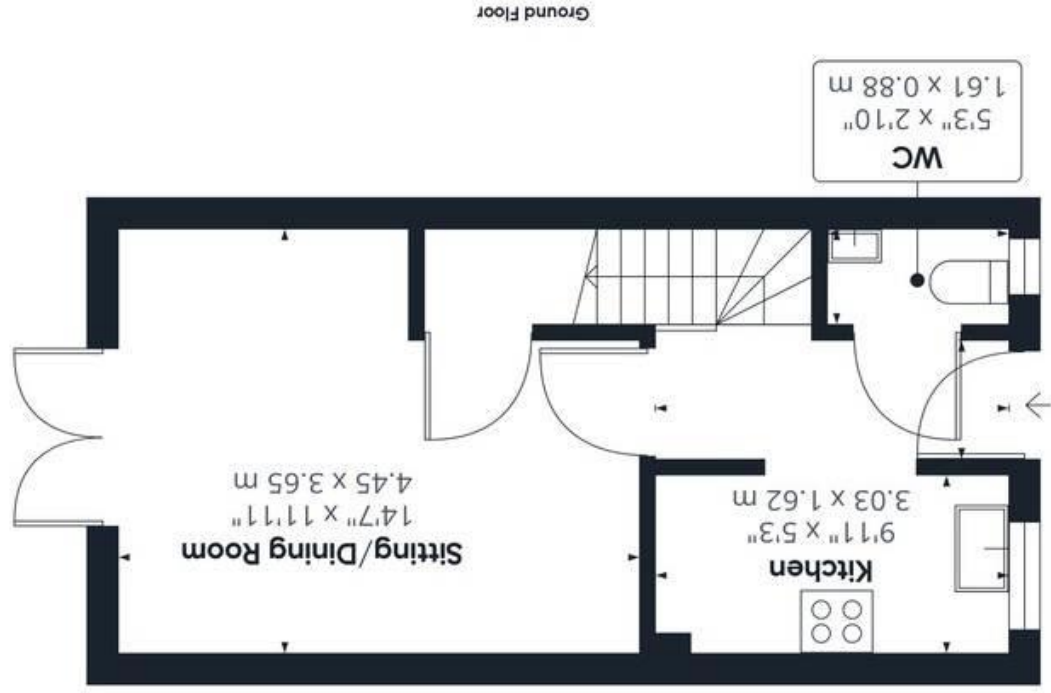 Kitchen
9'11" x 5'3"
3.03 x 1.62 m
Sitting/Dining Room
14'7" x 11'11"
4.45 x 3.65 m
WC
5'3" x 2'10"
1.61 x 0.88 m
Ground Floor